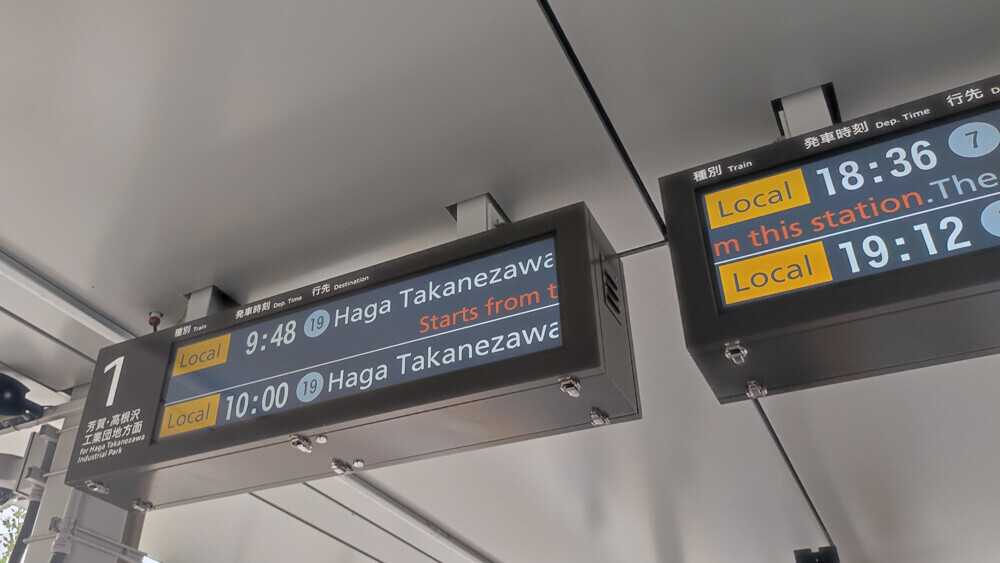 1
芳賀・高根沢
工業団地方面
for Haga Takanezawa
Industrial Park
種別 Train 発車時刻 Dep. Time 行先 Destination
Local 9:48 19 Haga Takanezawa
Starts from t
Local 10:00 19 Haga Takanezawa
種別 Train 発車時刻 Dep. Time 行先 D
Local 18:36 7
m this station.The
Local 19:12